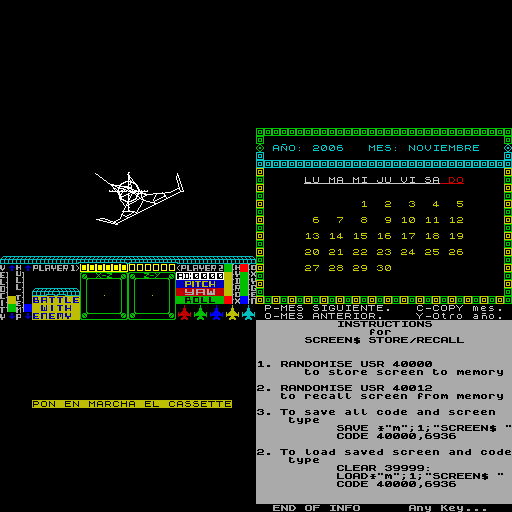 AÑO: 2006 MES: NOVIEMBRE
LU MA MI JU VI SA DO
1 2 3 4 5
6 7 8 9 10 11 12
13 14 15 16 17 18 19
20 21 22 23 24 25 26
27 28 29 30
P-MES SIGUIENTE. C-COPY mes.
O-MES ANTERIOR. Y-Otro año.
(PLAYER1)
(PLAYER2
PITCH
YAW
ROLL
BATTLE
WITH
ENEMY
PON EN MARCHA EL CASSETTE
INSTRUCTIONS
for
SCREEN$ STORE/RECALL
1. RANDOMISE USR 40000
to store screen to memory
2. RANDOMISE USR 40012
to recall screen from memory
3. To save all code and screen
type
SAVE *"m";1;"SCREEN$ "
CODE 40000,6936
2. To load saved screen and code
type
CLEAR 39999:
LOAD*"m";1;"SCREEN$ "
CODE 40000,6936
END OF INFO Any Key...